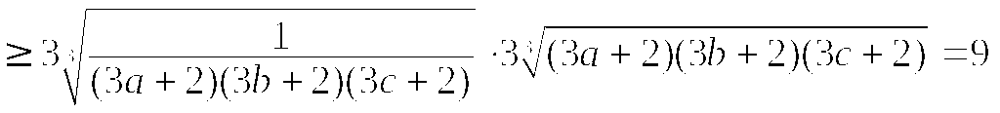 ≥ 3∛(1/((3a + 2)(3b + 2)(3c + 2))) ·3∛((3a + 2)(3b + 2)(3c + 2)) = 9